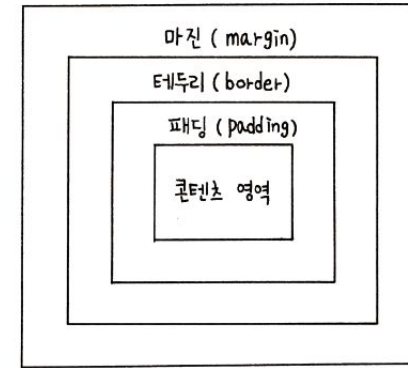 마진 ( margin)
테두리 ( border)
패딩 ( padding)
콘텐츠 영역